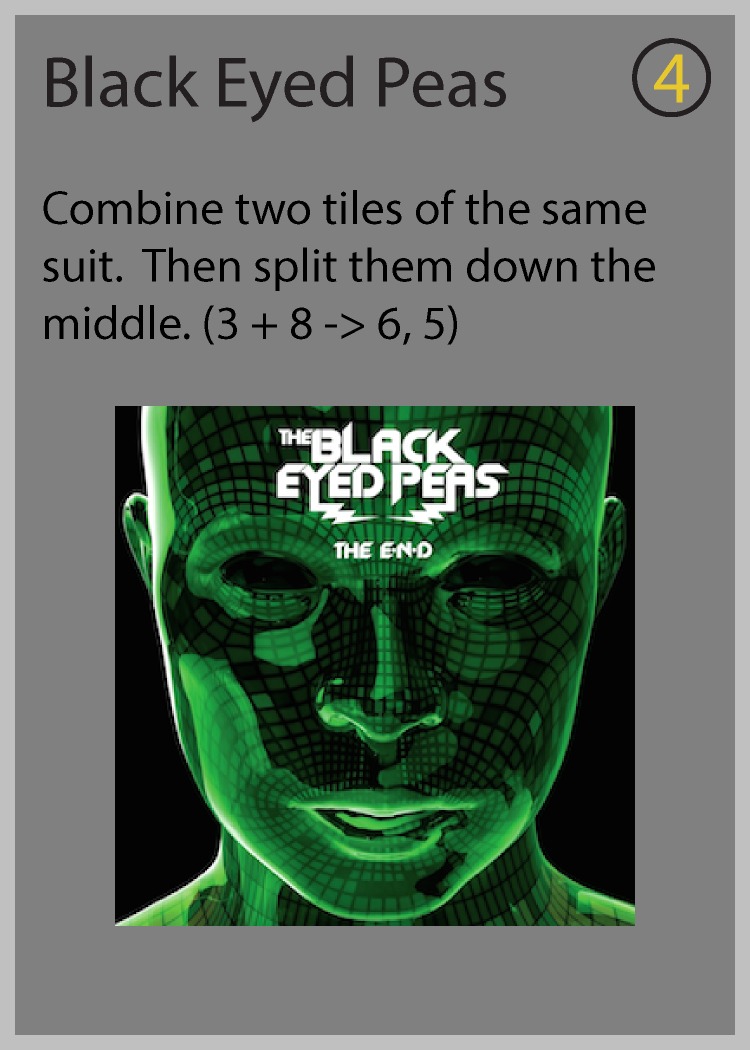 Black Eyed Peas
4
Combine two tiles of the same
suit.  Then split them down the
middle. (3 + 8 -> 6, 5)
THE BLACK
EYED PEAS
THE E·N·D